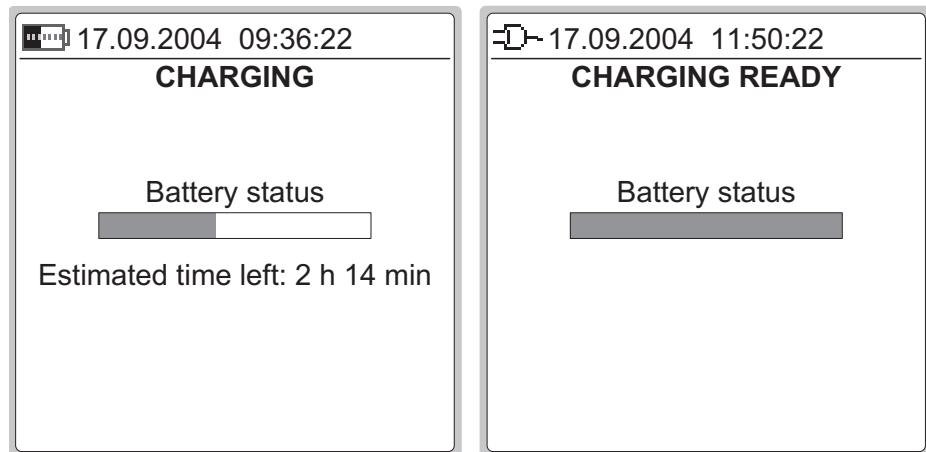 17.09.2004 09:36:22
CHARGING
Battery status
Estimated time left: 2 h 14 min
17.09.2004 11:50:22
CHARGING READY
Battery status